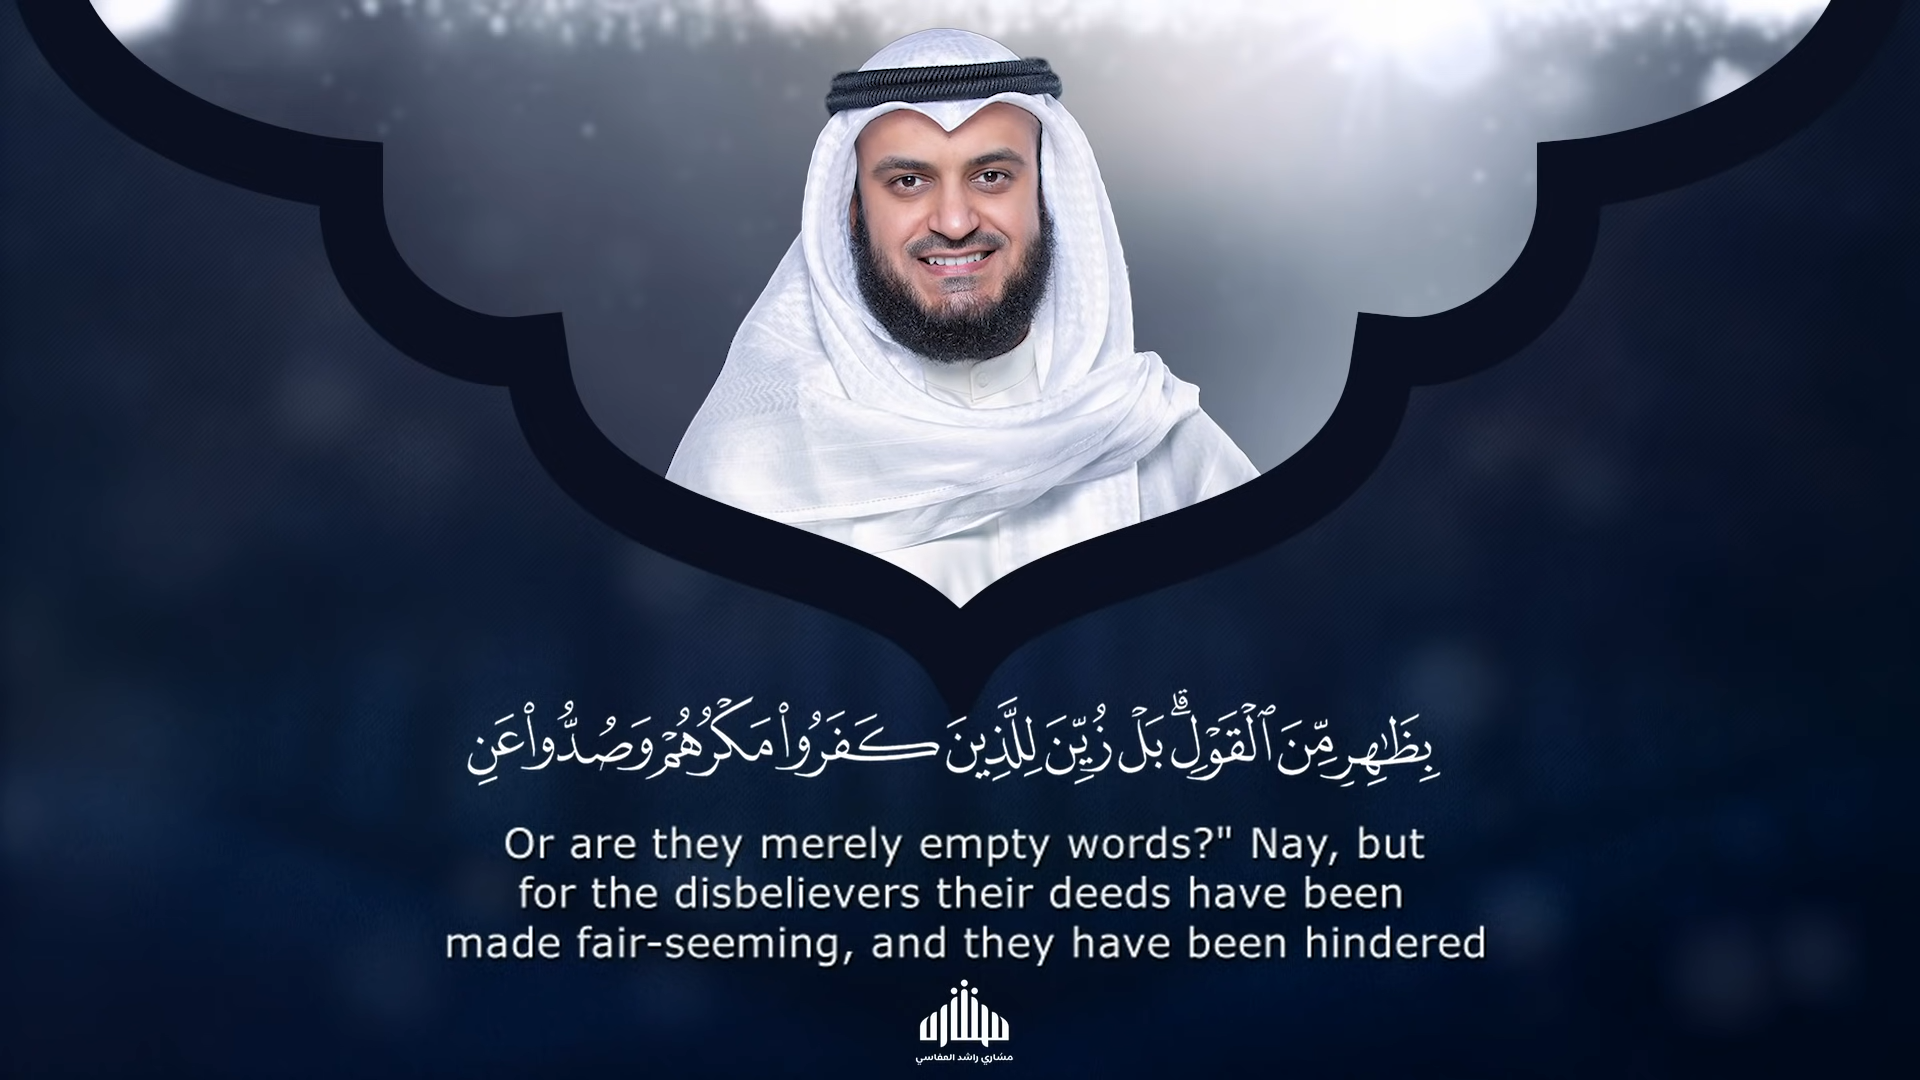 بِظَٰهِرٍ مِّنَ ٱلْقَوْلِ ۗ بَلْ زُيِّنَ لِلَّذِينَ كَفَرُوا۟ مَكْرُهُمْ وَصُدُّوا۟ عَنِ
Or are they merely empty words?" Nay, but
for the disbelievers their deeds have been
made fair-seeming, and they have been hindered
مشاري راشد العفاسي